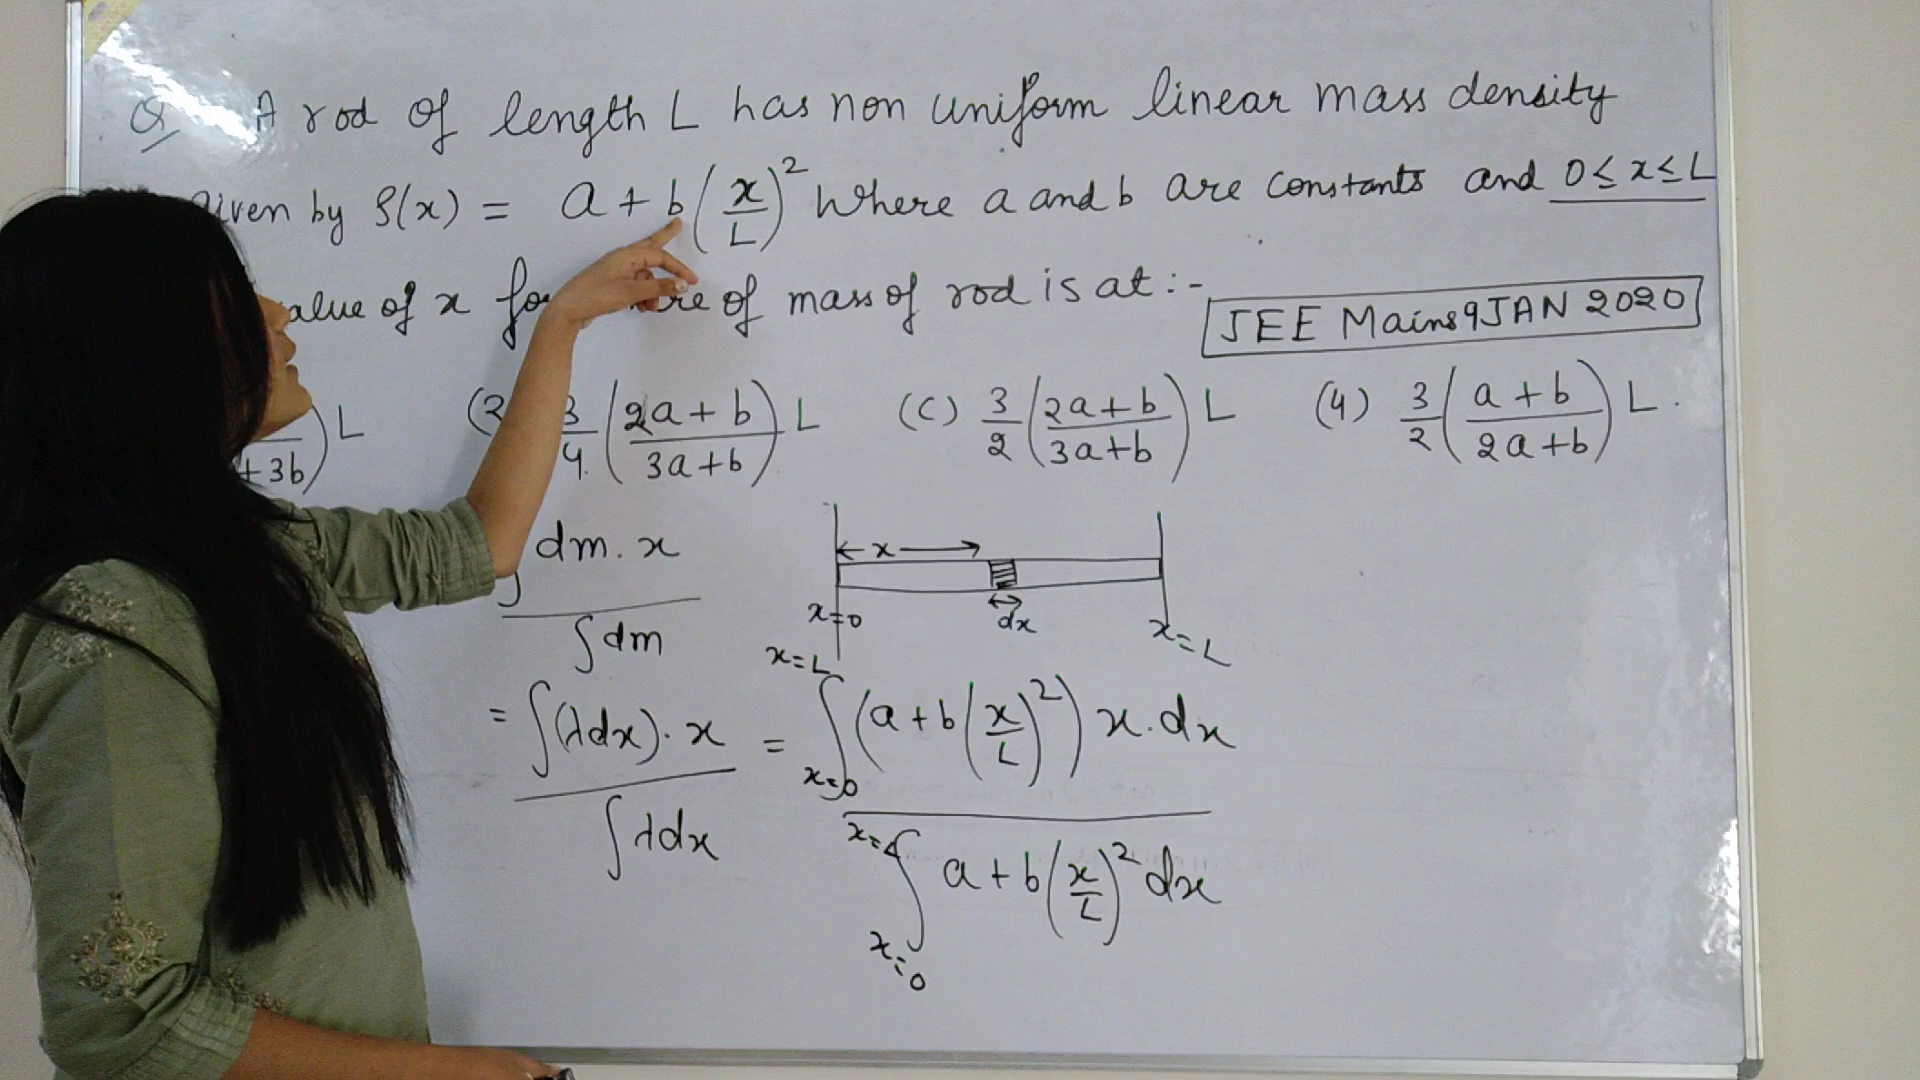 Q A rod of length L has non uniform linear mass density
given by ρ(x) = a + b(x/L)² Where a and b are constants and 0 ≤ x ≤ L
value of x of mass of rod is at :-
JEE Mains 9 JAN 2020
+ 3b) L (2 3/4 (2a + b / 3a + b) L (C) 3/2 (2a + b / 3a + b) L (4) 3/2 (a + b / 2a + b) L.
∫ dm. x / ∫ dm
x
x=0 dx x=L
= ∫(λdx). x / ∫ λdx = ∫ x=0 x=L (a + b(x/L)²) x. dx / ∫ x=0 x=L a + b(x/L)² dx